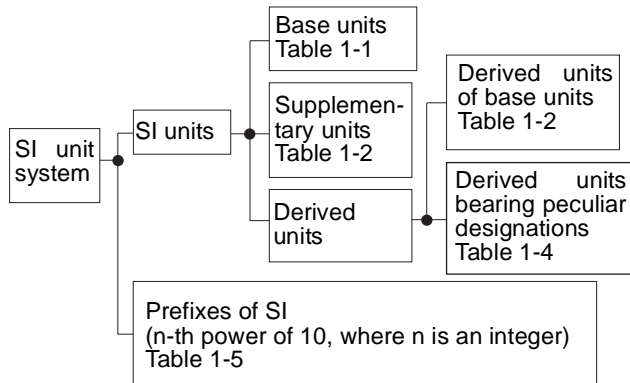 SI unit
system
SI units
Base units
Table 1-1
Supplemen-
tary units
Table 1-2
Derived
units
Derived units
of base units
Table 1-2
Derived units
bearing peculiar
designations
Table 1-4
Prefixes of SI
(n-th power of 10, where n is an integer)
Table 1-5